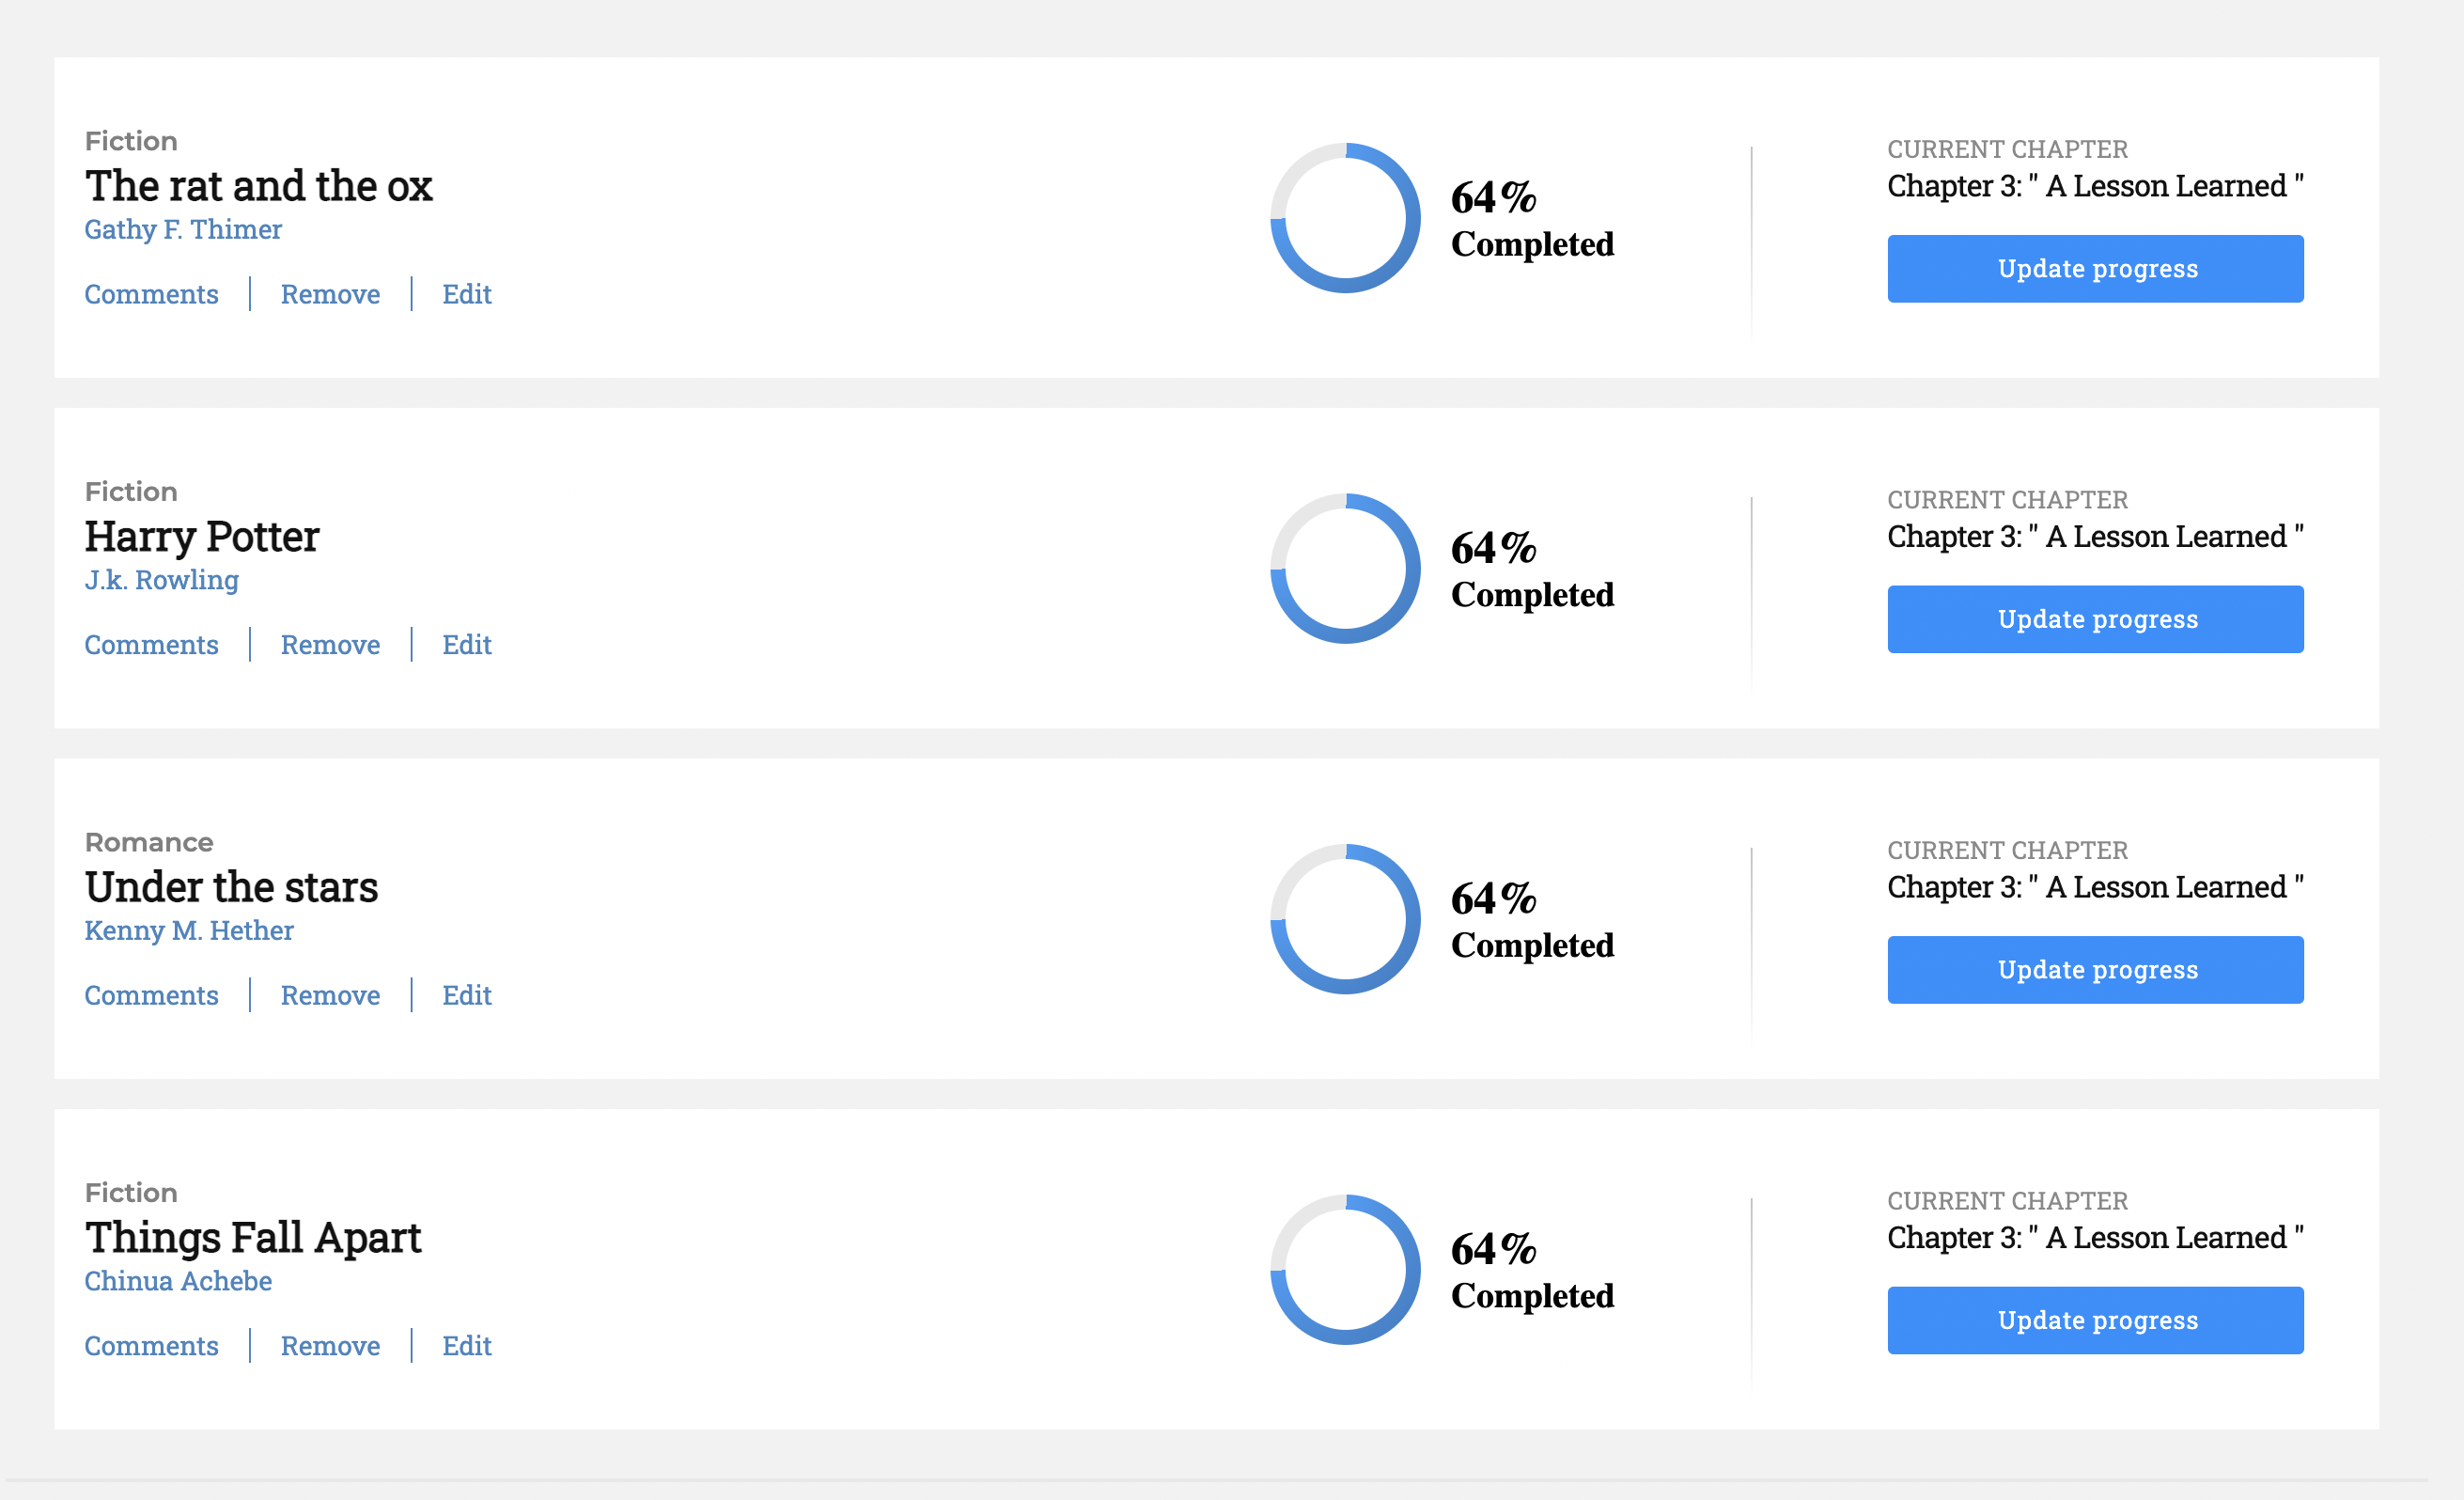 Fiction
The rat and the ox
Gathy F. Thimer
Comments
Remove
Edit
64%
Completed
CURRENT CHAPTER
Chapter 3: " A Lesson Learned "
Update progress
Fiction
Harry Potter
J.k. Rowling
Comments
Remove
Edit
64%
Completed
CURRENT CHAPTER
Chapter 3: " A Lesson Learned "
Update progress
Romance
Under the stars
Kenny M. Hether
Comments
Remove
Edit
64%
Completed
CURRENT CHAPTER
Chapter 3: " A Lesson Learned "
Update progress
Fiction
Things Fall Apart
Chinua Achebe
Comments
Remove
Edit
64%
Completed
CURRENT CHAPTER
Chapter 3: " A Lesson Learned "
Update progress